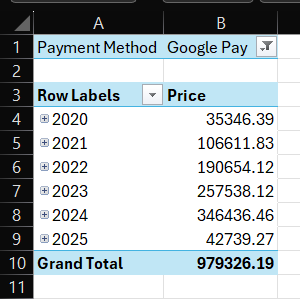 A B
1 Payment Method Google Pay
2
3 Row Labels Price
4 2020 35346.39
5 2021 106611.83
6 2022 190654.12
7 2023 257538.12
8 2024 346436.46
9 2025 42739.27
10 Grand Total 979326.19
11